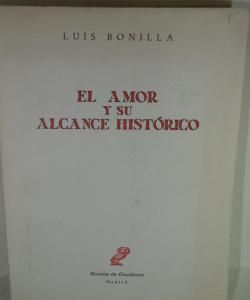 LUIS BONILLA
EL AMOR
Y SU
ALCANCE HISTÓRICO
Revista de Occidente
Madrid